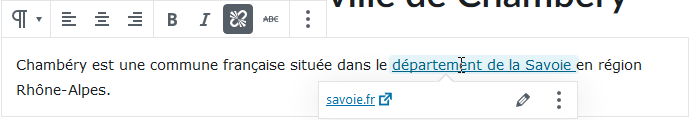 Ville de Chambéry
¶ B I ABC
Chambéry est une commune française située dans le département de la Savoie en région
Rhône-Alpes.
savoie.fr